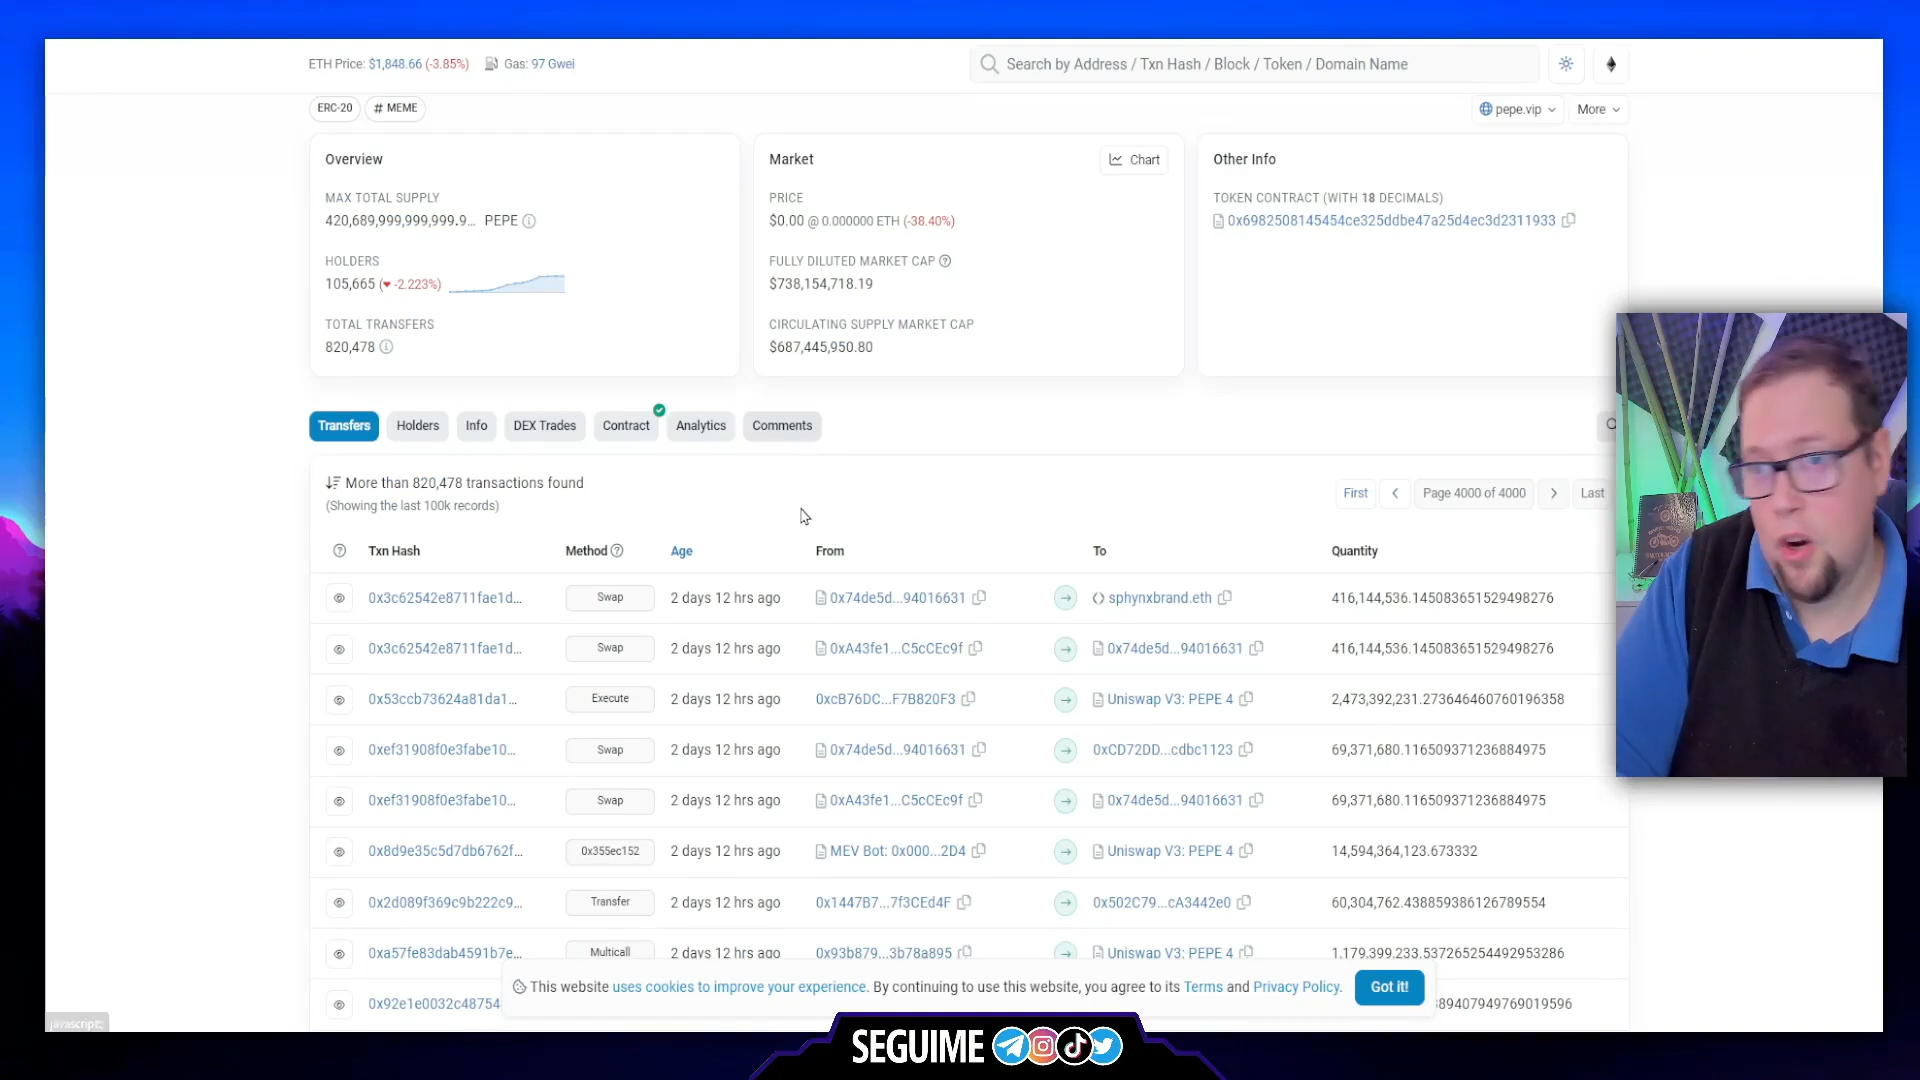 ETH Price: $1,848.66 (-3.85%) Gas: 97 Gwei
Search by Address / Txn Hash / Block / Token / Domain Name
ERC-20 # MEME
pepe.vip More
Overview
MAX TOTAL SUPPLY
420,689,999,999,999.9... PEPE
HOLDERS
105,665 (-2.223%)
TOTAL TRANSFERS
820,478
Market
Chart
PRICE
$0.00 @ 0.000000 ETH (-38.40%)
FULLY DILUTED MARKET CAP
$738,154,718.19
CIRCULATING SUPPLY MARKET CAP
$687,445,950.80
Other Info
TOKEN CONTRACT (WITH 18 DECIMALS)
0x6982508145454ce325ddbe47a25d4ec3d2311933
Transfers Holders Info DEX Trades Contract Analytics Comments
More than 820,478 transactions found
(Showing the last 100k records)
First Page 4000 of 4000 Last
Txn Hash Method Age From To Quantity
0x3c62542e8711fae1d... Swap 2 days 12 hrs ago 0x74de5d...94016631 sphynxbrand.eth 416,144,536.145083651529498276
0x3c62542e8711fae1d... Swap 2 days 12 hrs ago 0xA43fe1...C5cCEc9f 0x74de5d...94016631 416,144,536.145083651529498276
0x53ccb73624a81da1... Execute 2 days 12 hrs ago 0xcB76DC...F7B820F3 Uniswap V3: PEPE 4 2,473,392,231.273646460760196358
0xef31908f0e3fabe10... Swap 2 days 12 hrs ago 0x74de5d...94016631 0xCD72DD...cdbc1123 69,371,680.116509371236884975
0xef31908f0e3fabe10... Swap 2 days 12 hrs ago 0xA43fe1...C5cCEc9f 0x74de5d...94016631 69,371,680.116509371236884975
0x8d9e35c5d7db6762f... 0x355ec152 2 days 12 hrs ago MEV Bot: 0x000...2D4 Uniswap V3: PEPE 4 14,594,364,123.673332
0x2d089f369c9b222c9... Transfer 2 days 12 hrs ago 0x1447B7...7f3CEd4F 0x502C79...cA3442e0 60,304,762.438859386126789554
0xa57fe83dab4591b7e... Multicall 2 days 12 hrs ago 0x93b879...3b78a895 Uniswap V3: PEPE 4 1,179,399,233.537265254492953286
0x92e1e0032c48754 89407949769019596
This website uses cookies to improve your experience. By continuing to use this website, you agree to its Terms and Privacy Policy. Got it!
javascript:;
SEGUIME